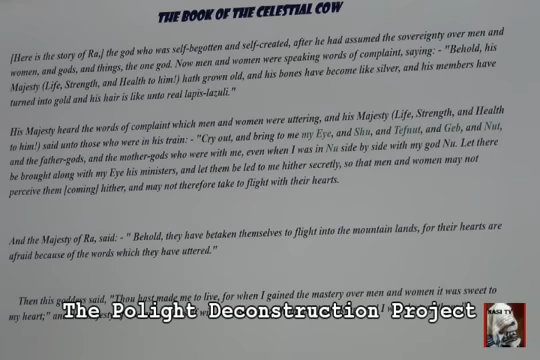 THE BOOK OF THE CELESTIAL COW
[Here is the story of Ra,] the god who was self-begotten and self-created, after he had assumed the sovereignty over men and
women, and gods, and things, the one god. Now men and women were speaking words of complaint, saying: - "Behold, his
Majesty (Life, Strength, and Health to him!) hath grown old, and his bones have become like silver, and his members have
turned into gold and his hair is like unto real lapis-lazuli."
His Majesty heard the words of complaint which men and women were uttering, and his Majesty (Life, Strength, and Health
to him!) said unto those who were in his train: - "Cry out, and bring to me my Eye, and Shu, and Tefnut, and Geb, and Nut,
and the father-gods, and the mother-gods who were with me, even when I was in Nu side by side with my god Nu. Let there
be brought along with my Eye his ministers, and let them be led to me hither secretly, so that men and women may not
perceive them [coming] hither, and may not therefore take to flight with their hearts.
And the Majesty of Ra, said: - " Behold, they have betaken themselves to flight into the mountain lands, for their hearts are
afraid because of the words which they have uttered."
Then this goddess said, "Thou hast made me to live, for when I gained the mastery over men and women it was sweet to
my heart;" and
The Polight Deconstruction Project
RASI TV